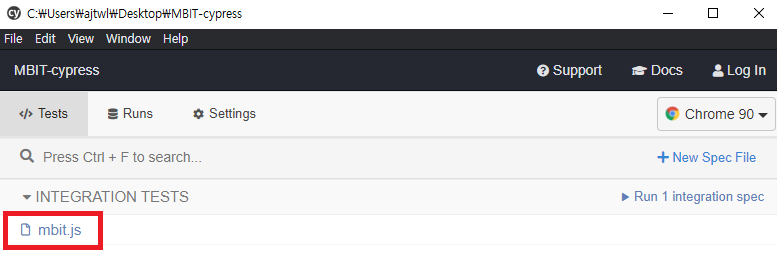 cy C:₩Users₩ajtwl₩Desktop₩MBIT-cypress
File Edit View Window Help
MBIT-cypress Support Docs Log In
</> Tests Runs Settings Chrome 90
Press Ctrl + F to search... + New Spec File
INTEGRATION TESTS Run 1 integration spec
mbit.js